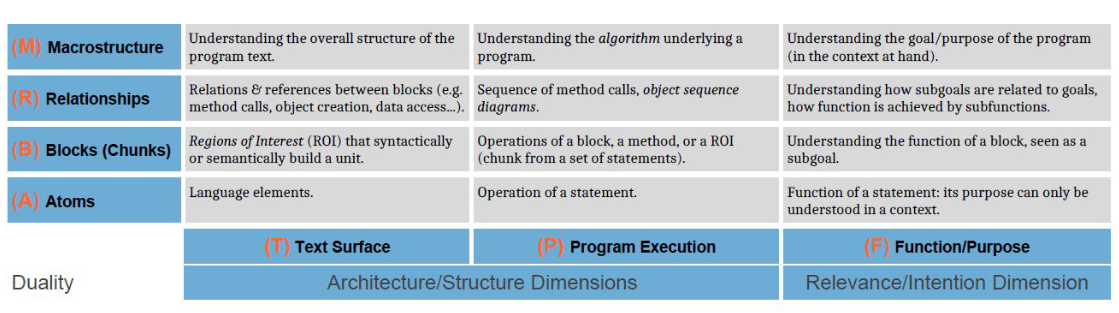 (M) Macrostructure
Understanding the overall structure of the
program text.
Understanding the algorithm underlying a
program.
Understanding the goal/purpose of the program
(in the context at hand).
(R) Relationships
Relations & references between blocks (e.g.
method calls, object creation, data access...).
Sequence of method calls, object sequence
diagrams.
Understanding how subgoals are related to goals,
how function is achieved by subfunctions.
(B) Blocks (Chunks)
Regions of Interest (ROI) that syntactically
or semantically build a unit.
Operations of a block, a method, or a ROI
(chunk from a set of statements).
Understanding the function of a block, seen as a
subgoal.
(A) Atoms
Language elements.
Operation of a statement.
Function of a statement: its purpose can only be
understood in a context.
(T) Text Surface
(P) Program Execution
(F) Function/Purpose
Duality
Architecture/Structure Dimensions
Relevance/Intention Dimension